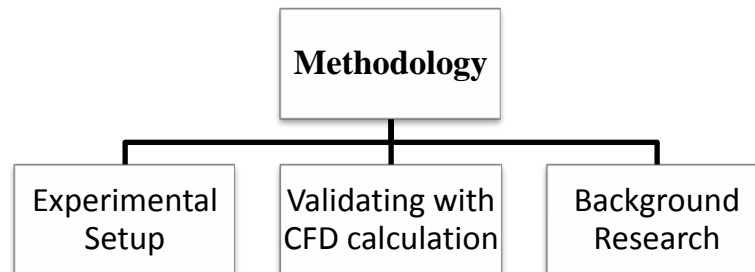 Methodology
Experimental
Setup
Validating with
CFD calculation
Background
Research